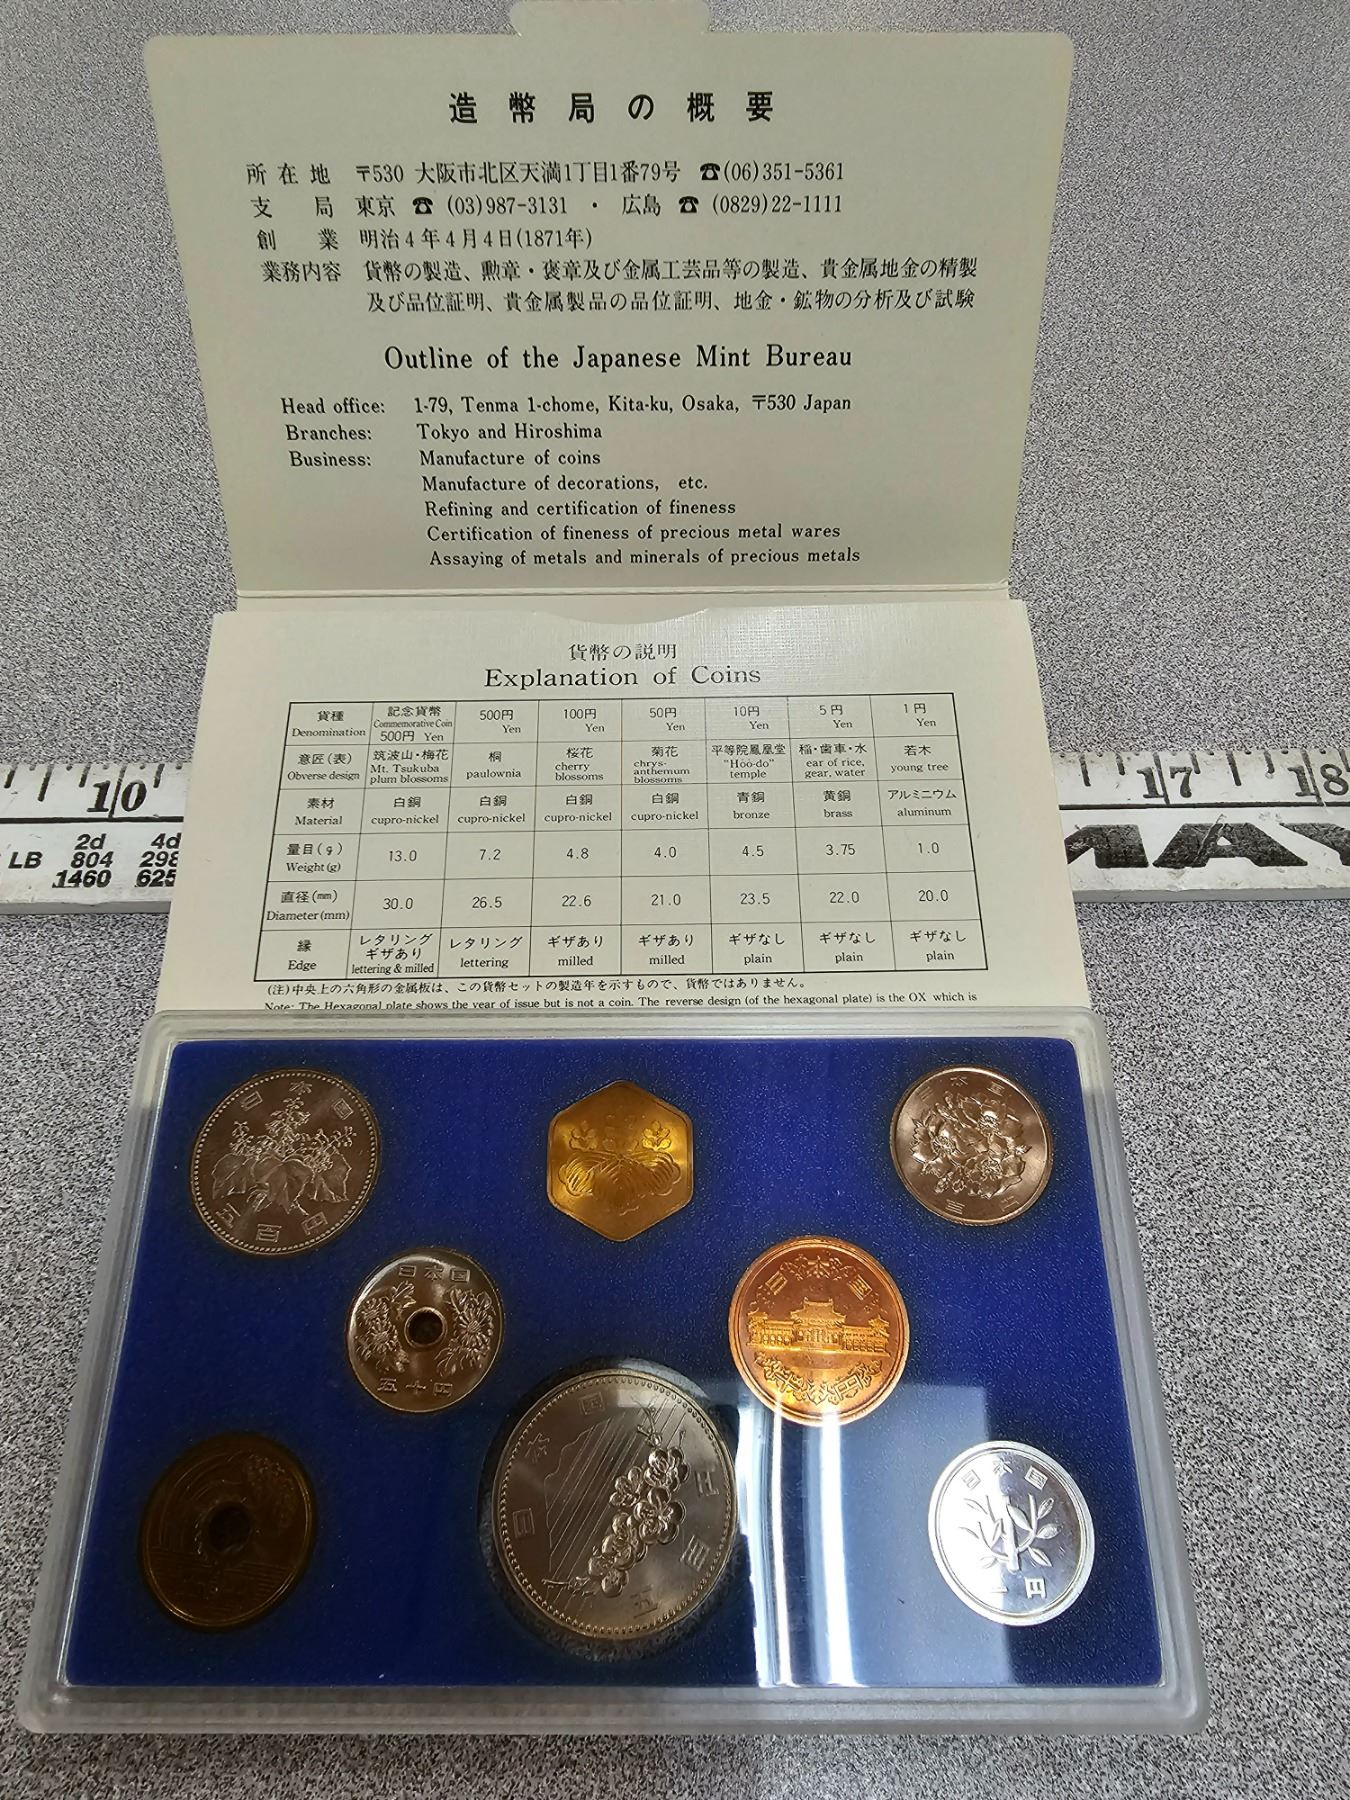 造幣局の概要
所在地 〒530 大阪市北区天満1丁目1番79号 ☎(06)351-5361
支局 東京 ☎ (03)987-3131 ・ 広島 ☎ (0829)22-1111
創業 明治4年4月4日(1871年)
業務内容 貨幣の製造、勲章・褒章及び金属工芸品等の製造、貴金属地金の精製
及び品位証明、貴金属製品の品位証明、地金・鉱物の分析及び試験
Outline of the Japanese Mint Bureau
Head office: 1-79, Tenma 1-chome, Kita-ku, Osaka, 〒530 Japan
Branches: Tokyo and Hiroshima
Business: Manufacture of coins
Manufacture of decorations, etc.
Refining and certification of fineness
Certification of fineness of precious metal wares
Assaying of metals and minerals of precious metals
貨幣の説明
Explanation of Coins
貨種 記念貨幣 500円 100円 50円 10円 5円 1円
Denomination Commemorative Coin Yen Yen Yen Yen Yen Yen
500円 Yen
意匠(表) 筑波山・梅花 桐 桜花 菊花 平等院鳳凰堂 稲・歯車・水 若木
Obverse design Mt. Tsukuba paulownia cherry chrys- "Hōō-do" ear of rice, young tree
plum blossoms blossoms anthemum temple gear, water
blossoms
素材 白銅 白銅 白銅 白銅 青銅 黄銅 アルミニウム
Material cupro-nickel cupro-nickel cupro-nickel cupro-nickel bronze brass aluminum
量目(g) 13.0 7.2 4.8 4.0 4.5 3.75 1.0
Weight(g)
直径(mm) 30.0 26.5 22.6 21.0 23.5 22.0 20.0
Diameter(mm)
縁 レタリング レタリング ギザあり ギザあり ギザなし ギザなし ギザなし
ギザあり
Edge lettering & milled lettering milled milled plain plain plain
(注)中央上の六角形の金属板は、この貨幣セットの製造年を示すもので、貨幣ではありません。
Note: The Hexagonal plate shows the year of issue but is not a coin. The reverse design (of the hexagonal plate) is the OX which is
10 17 18
LB 2d 4d
804 298
1460 625
日本国
五百円
日本国
日本国
五十円
日本国
十円
日本国
五百円
日本国
1